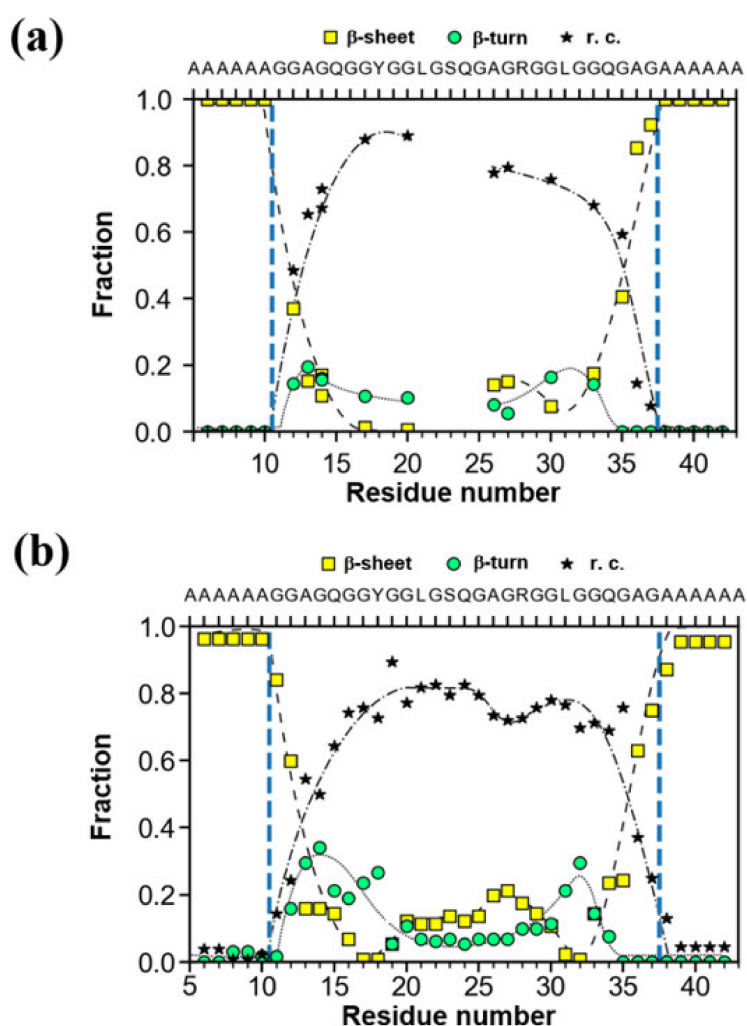 (a)
β-sheet β-turn r. c.
AAAAAAGGAGQGGYGGLGSQGAGRGGLGGQGAGAAAAAA
1.0
0.8
0.6
0.4
0.2
0.0
Fraction
10 15 20 25 30 35 40
Residue number
(b)
β-sheet β-turn r. c.
AAAAAAGGAGQGGYGGLGSQGAGRGGLGGQGAGAAAAAA
1.0
0.8
0.6
0.4
0.2
0.0
Fraction
5 10 15 20 25 30 35 40
Residue number